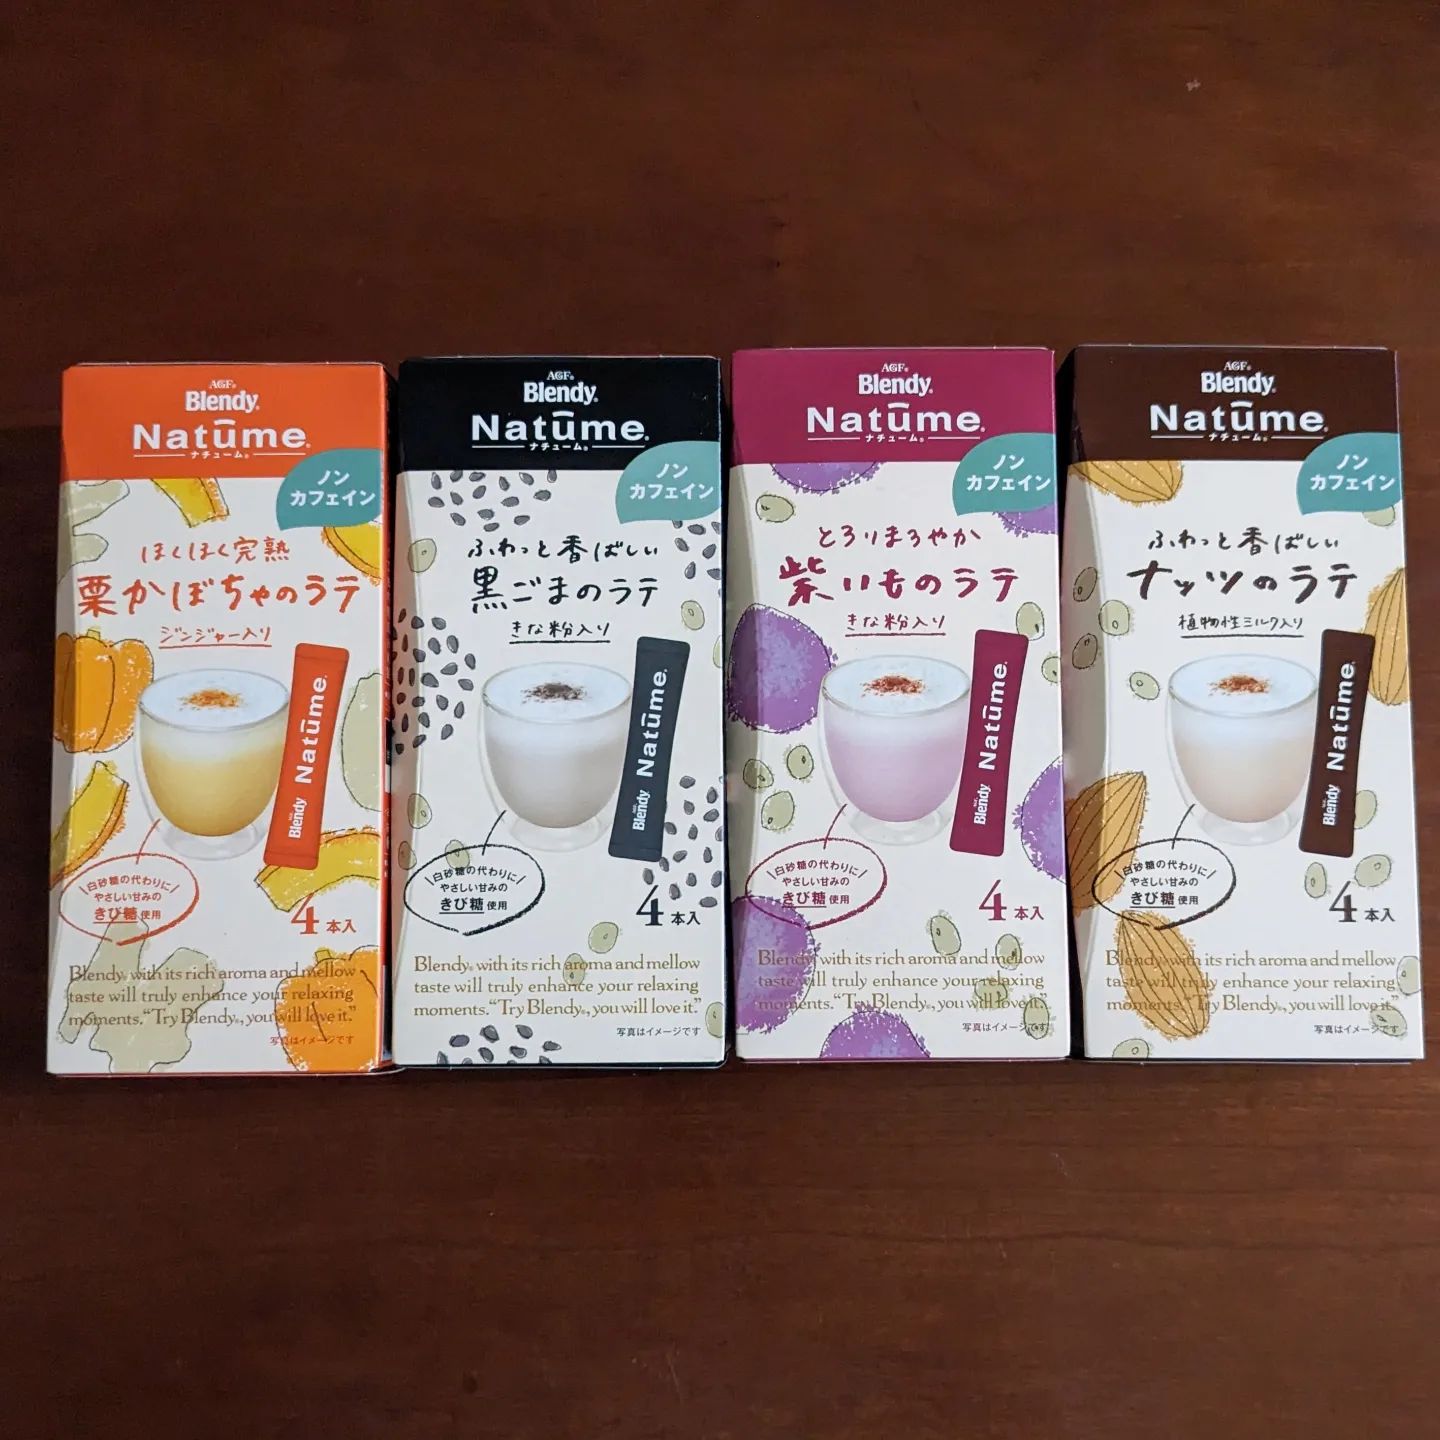 AGF®
Blendy®
Natūme®
ナチューム®
ノン
カフェイン
ほくほく完熟
栗かぼちゃのラテ
ジンジャー入り
Blendy Natūme
白砂糖の代わりに
やさしい甘みの
きび糖使用
4本入
Blendy® with its rich aroma and mellow
taste will truly enhance your relaxing
moments. "Try Blendy®, you will love it."
写真はイメージです
AGF®
Blendy®
Natūme®
ナチューム®
ノン
カフェイン
ふわっと香ばしい
黒ごまのラテ
きな粉入り
Blendy Natūme
白砂糖の代わりに
やさしい甘みの
きび糖使用
4本入
Blendy® with its rich aroma and mellow
taste will truly enhance your relaxing
moments. "Try Blendy®, you will love it."
写真はイメージです
AGF®
Blendy®
Natūme®
ナチューム®
ノン
カフェイン
とろりまろやか
紫いものラテ
きな粉入り
Blendy Natūme
白砂糖の代わりに
やさしい甘みの
きび糖使用
4本入
Blendy® with its rich aroma and mellow
taste will truly enhance your relaxing
moments. "Try Blendy®, you will love it."
写真はイメージです
AGF®
Blendy®
Natūme®
ナチューム®
ノン
カフェイン
ふわっと香ばしい
ナッツのラテ
植物性ミルク入り
Blendy Natūme
白砂糖の代わりに
やさしい甘みの
きび糖使用
4本入
Blendy® with its rich aroma and mellow
taste will truly enhance your relaxing
moments. "Try Blendy®, you will love it."
写真はイメージです